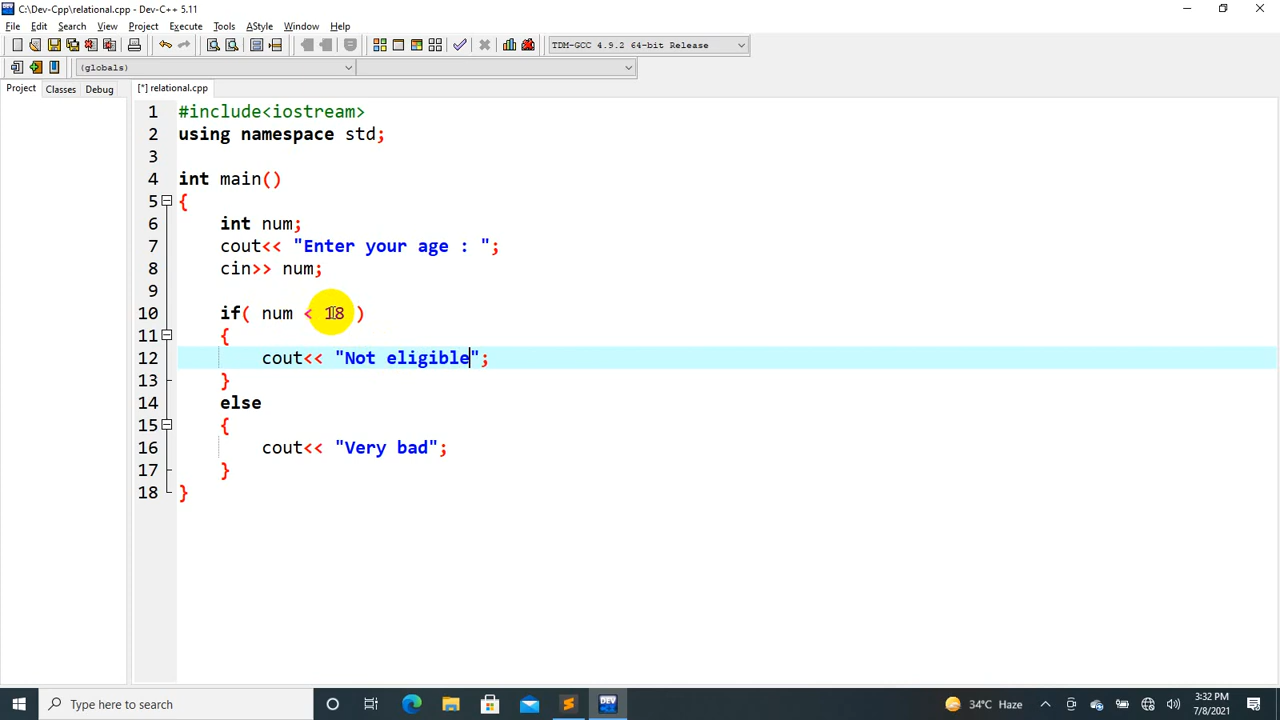 C:\Dev-Cpp\relational.cpp - Dev-C++ 5.11
File Edit Search View Project Execute Tools AStyle Window Help
TDM-GCC 4.9.2 64-bit Release
(globals)
Project Classes Debug [*] relational.cpp
1 #include<iostream>
2 using namespace std;
3
4 int main()
5 {
6 int num;
7 cout<< "Enter your age : ";
8 cin>> num;
9
10 if( num < 18 )
11 {
12 cout<< "Not eligible";
13 }
14 else
15 {
16 cout<< "Very bad";
17 }
18 }
Type here to search
DEV
34°C Haze
3:32 PM
7/8/2021